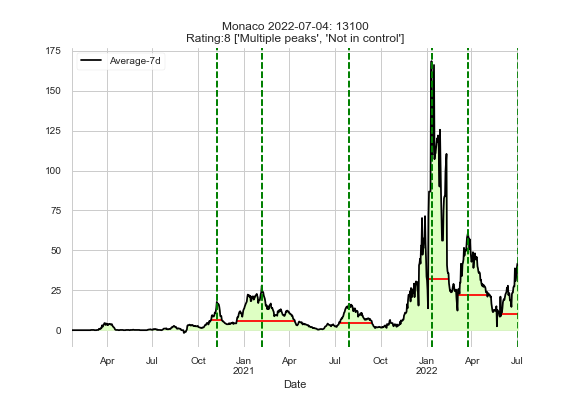 Monaco 2022-07-04: 13100
Rating:8 ['Multiple peaks', 'Not in control']
Average-7d
175
150
125
100
75
50
25
0
Apr Jul Oct Jan Apr Jul Oct Jan Apr Jul
2021 2022
Date